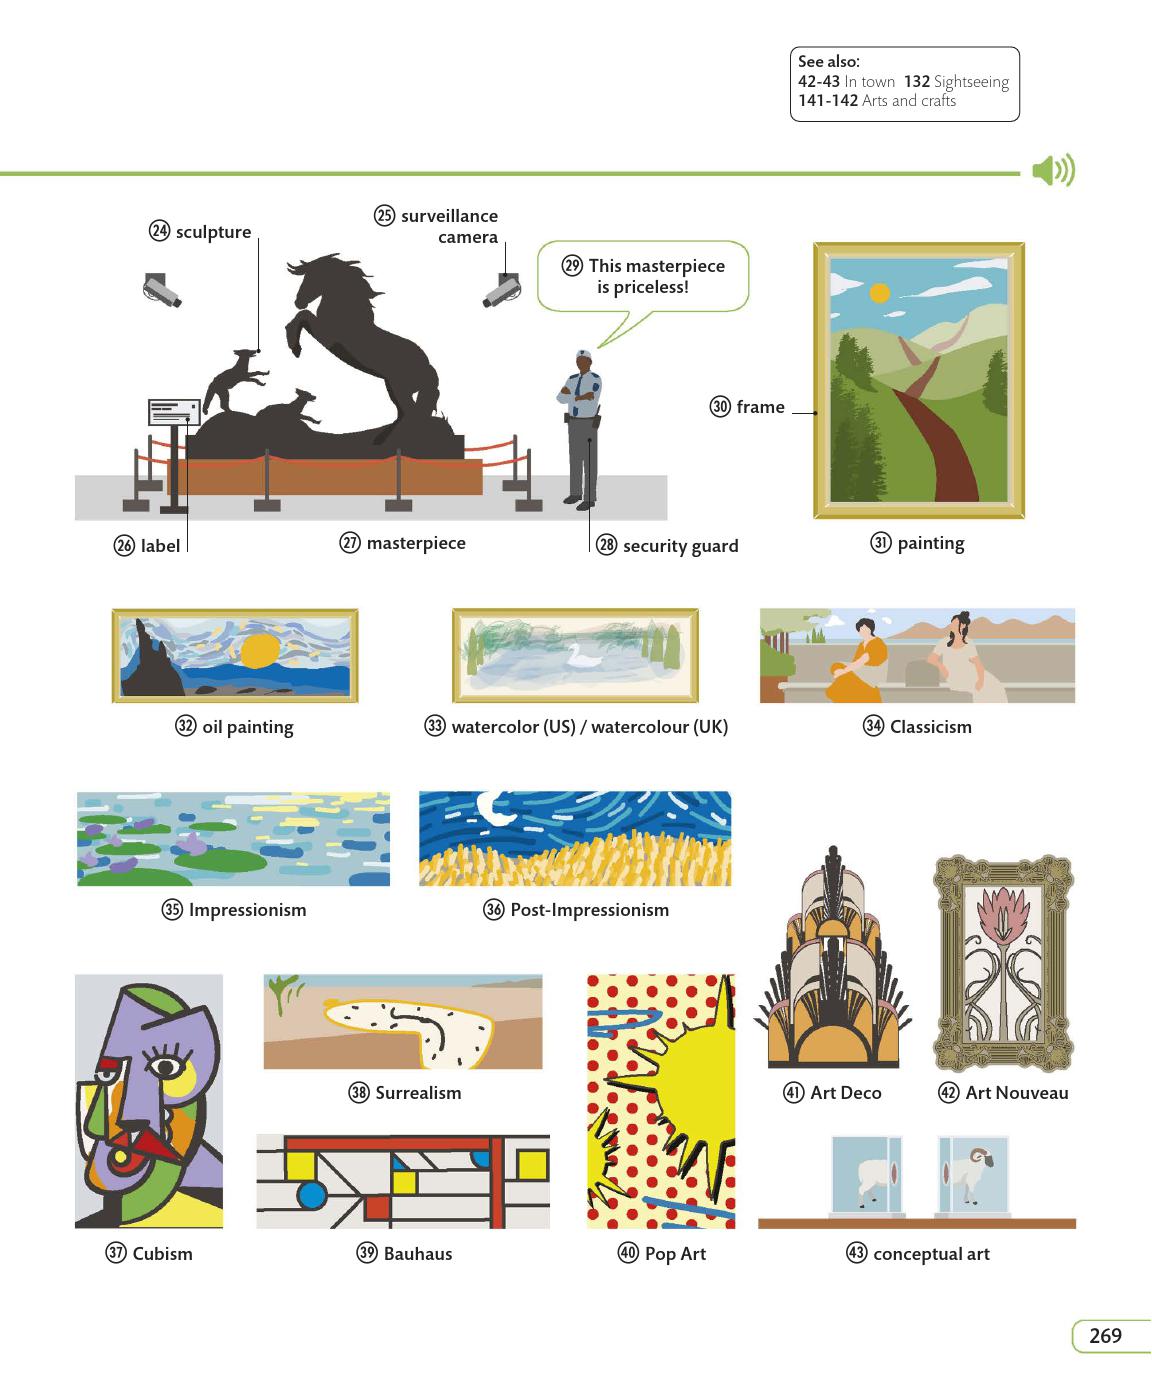 See also:
42-43 In town 132 Sightseeing
141-142 Arts and crafts
24 sculpture
25 surveillance
camera
29 This masterpiece
is priceless!
30 frame
26 label
27 masterpiece
28 security guard
31 painting
32 oil painting
33 watercolor (US) / watercolour (UK)
34 Classicism
35 Impressionism
36 Post-Impressionism
38 Surrealism
41 Art Deco
42 Art Nouveau
37 Cubism
39 Bauhaus
40 Pop Art
43 conceptual art
269